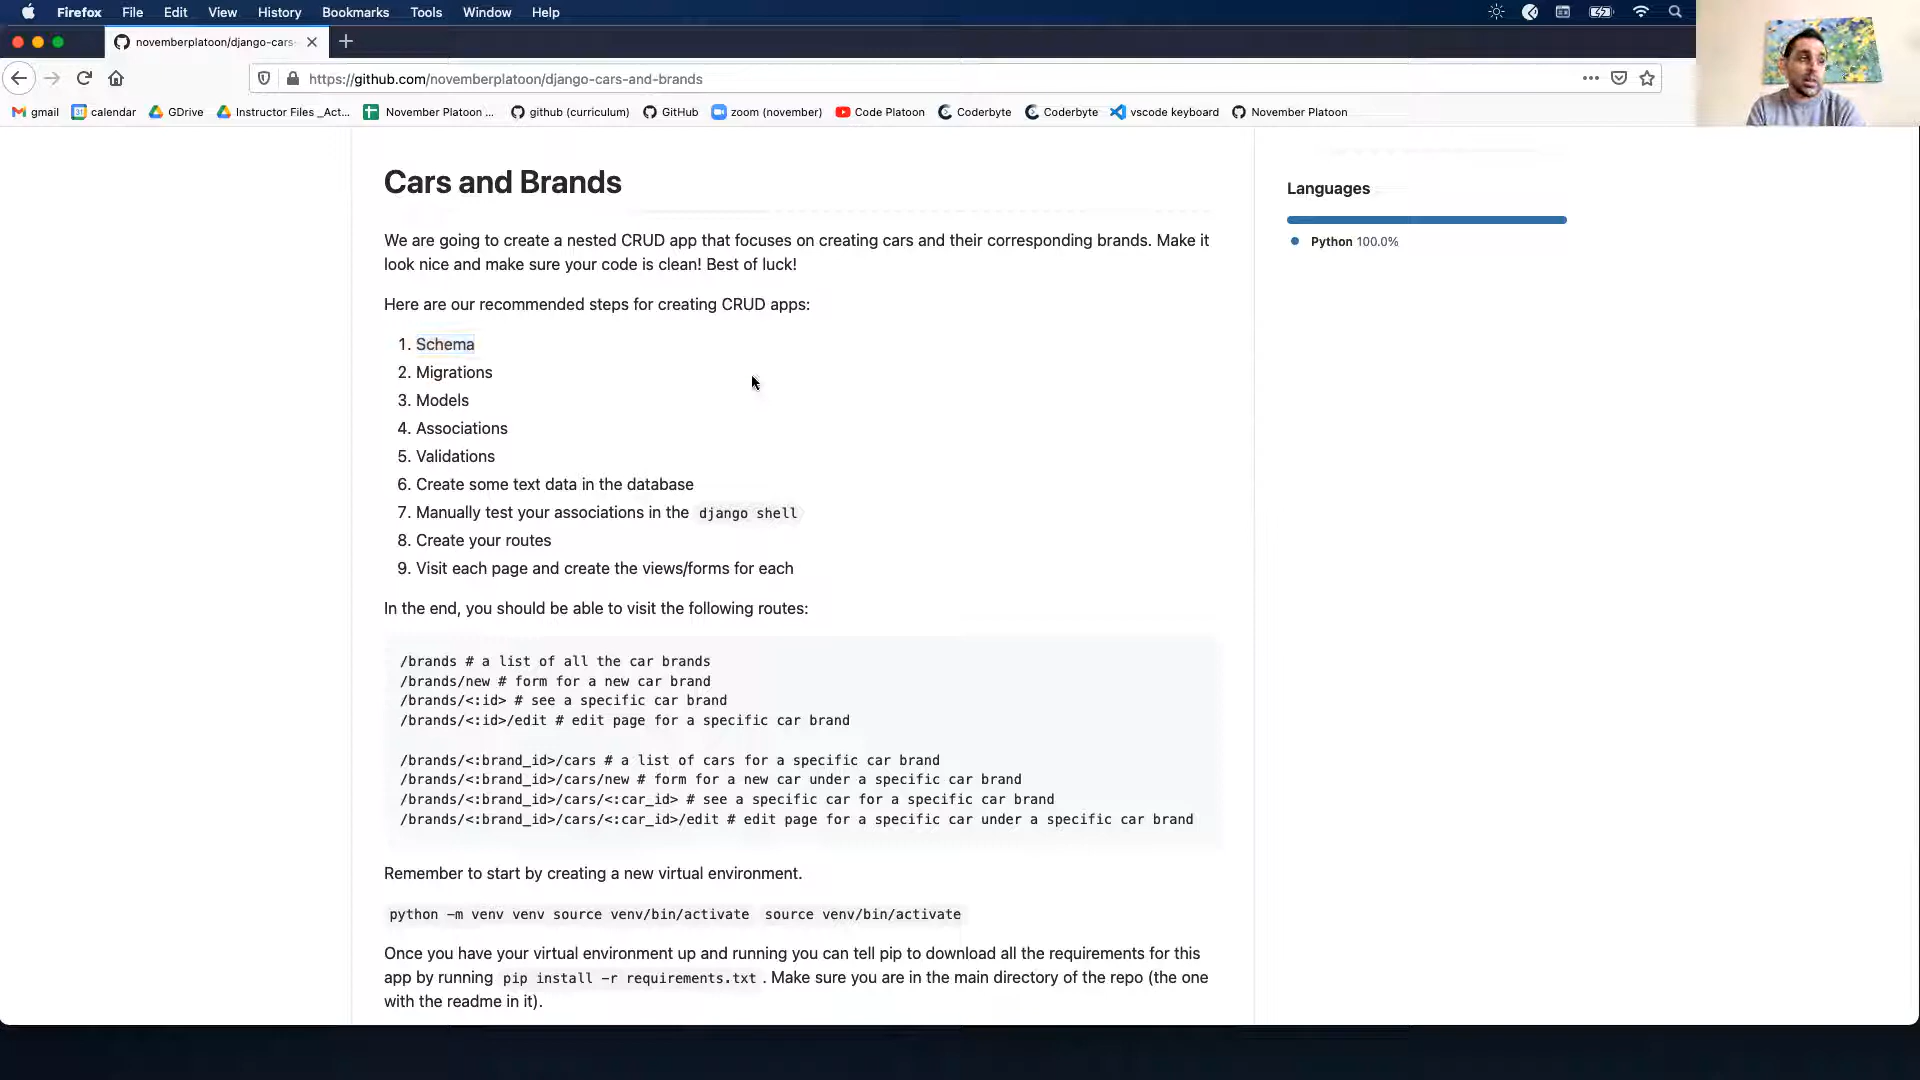 Firefox File Edit View History Bookmarks Tools Window Help
novemberplatoon/django-cars-
https://github.com/novemberplatoon/django-cars-and-brands
gmail calendar GDrive Instructor Files _Act... November Platoon ... github (curriculum) GitHub zoom (november) Code Platoon Coderbyte Coderbyte vscode keyboard November Platoon
Cars and Brands
We are going to create a nested CRUD app that focuses on creating cars and their corresponding brands. Make it
look nice and make sure your code is clean! Best of luck!
Here are our recommended steps for creating CRUD apps:
1. Schema
2. Migrations
3. Models
4. Associations
5. Validations
6. Create some text data in the database
7. Manually test your associations in the django shell
8. Create your routes
9. Visit each page and create the views/forms for each
In the end, you should be able to visit the following routes:
/brands # a list of all the car brands
/brands/new # form for a new car brand
/brands/<:id> # see a specific car brand
/brands/<:id>/edit # edit page for a specific car brand
/brands/<:brand_id>/cars # a list of cars for a specific car brand
/brands/<:brand_id>/cars/new # form for a new car under a specific car brand
/brands/<:brand_id>/cars/<:car_id> # see a specific car for a specific car brand
/brands/<:brand_id>/cars/<:car_id>/edit # edit page for a specific car under a specific car brand
Remember to start by creating a new virtual environment.
python -m venv venv source venv/bin/activate source venv/bin/activate
Once you have your virtual environment up and running you can tell pip to download all the requirements for this
app by running pip install -r requirements.txt . Make sure you are in the main directory of the repo (the one
with the readme in it).
Languages
Python 100.0%